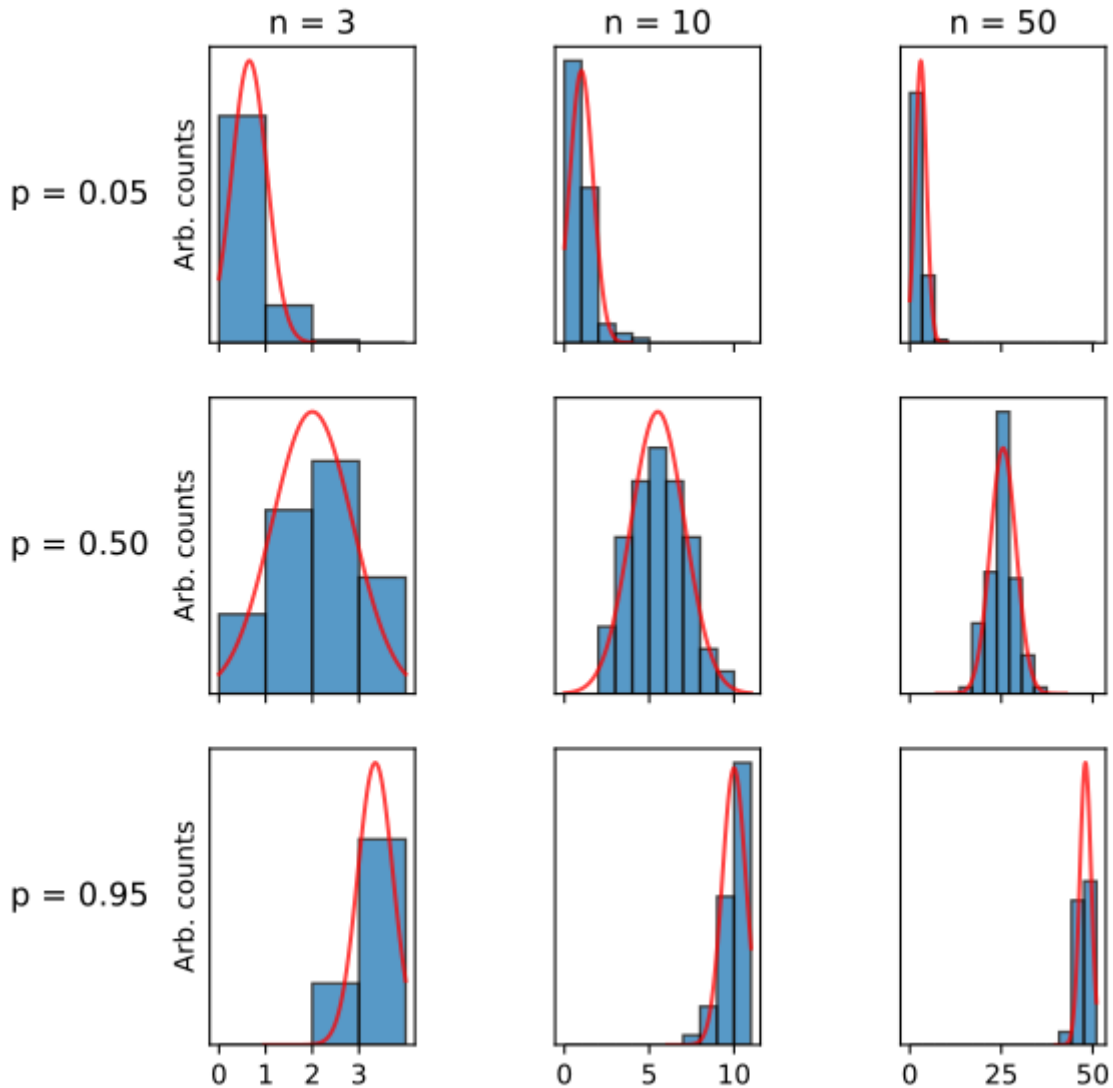 n = 3
n = 10
n = 50
p = 0.05
Arb. counts
p = 0.50
Arb. counts
p = 0.95
Arb. counts
0 1 2 3
0 5 10
0 25 50